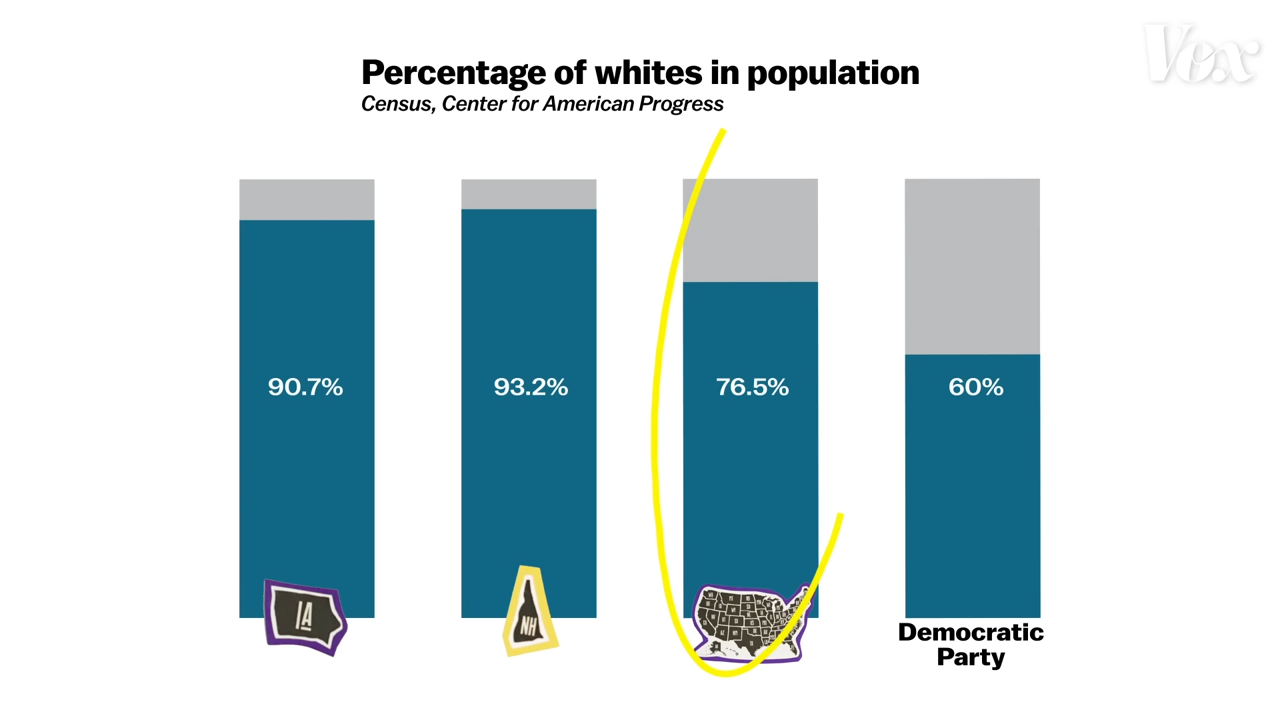 Vox
Percentage of whites in population
Census, Center for American Progress
90.7%
93.2%
76.5%
60%
IA
NH
Democratic
Party